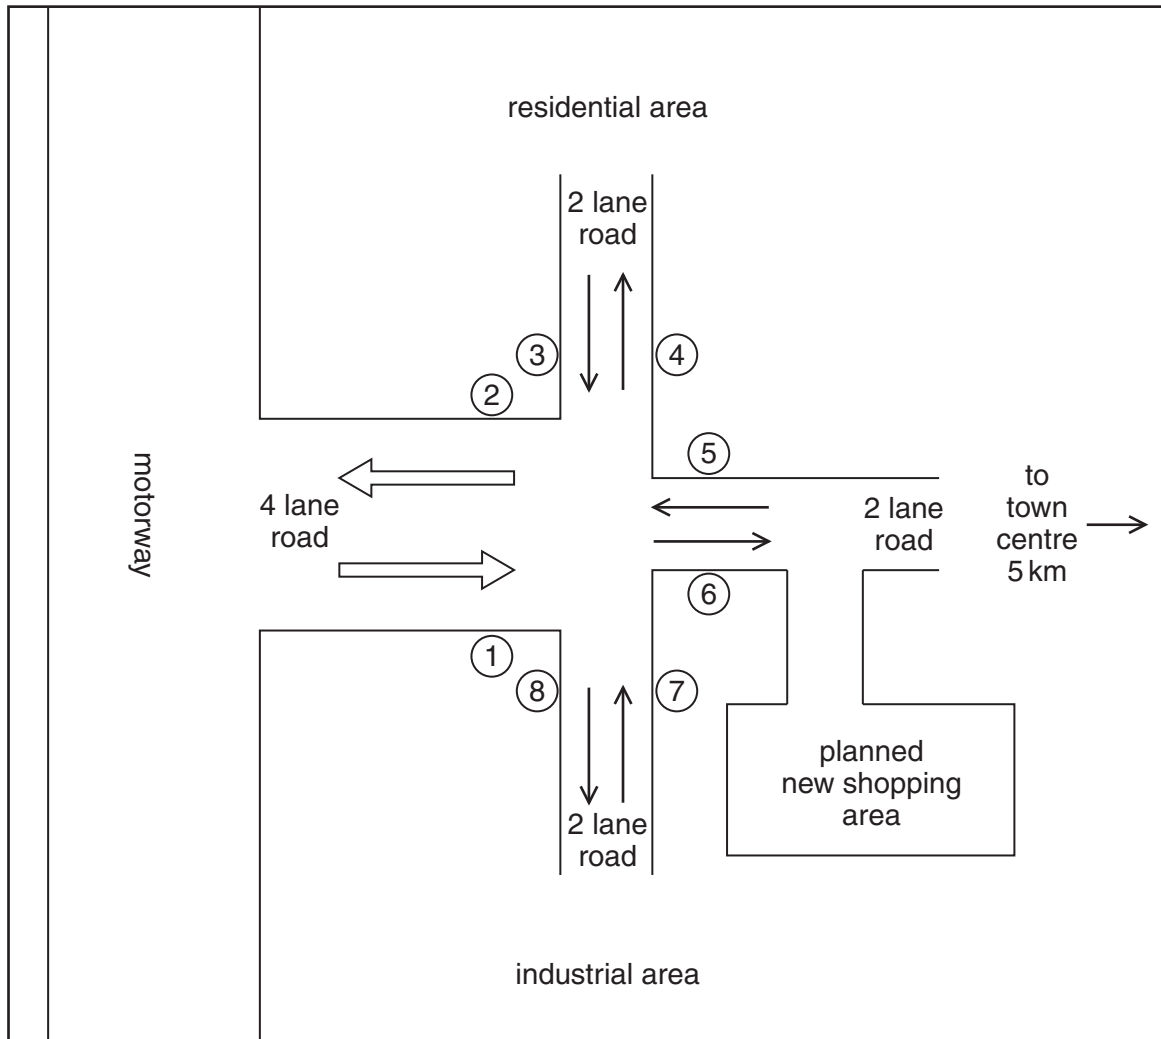 residential area
2 lane
road
3
4
2
5
motorway
4 lane
road
2 lane
road
to
town
centre
5 km
6
1
8
7
planned
new shopping
area
2 lane
road
industrial area